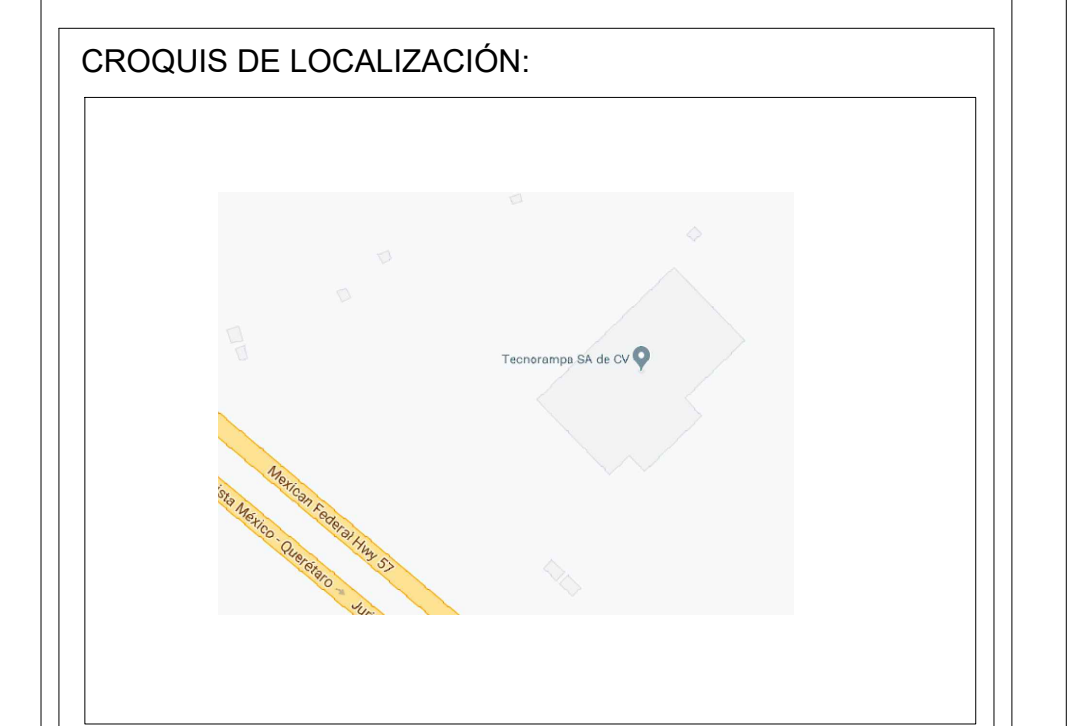 CROQUIS DE LOCALIZACIÓN:
Tecnorampa SA de CV
Mexican Federal Hwy 57
ista México - Querétaro